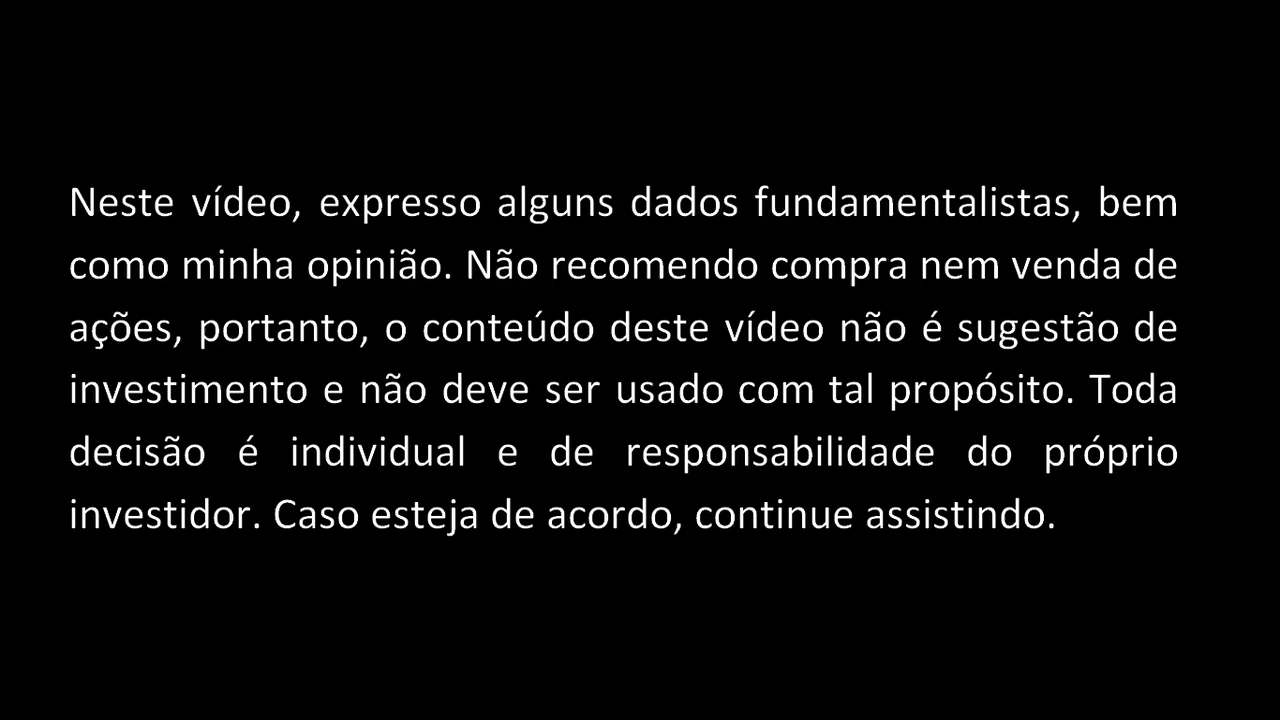 Neste vídeo, expresso alguns dados fundamentalistas, bem
como minha opinião. Não recomendo compra nem venda de
ações, portanto, o conteúdo deste vídeo não é sugestão de
investimento e não deve ser usado com tal propósito. Toda
decisão é individual e de responsabilidade do próprio
investidor. Caso esteja de acordo, continue assistindo.